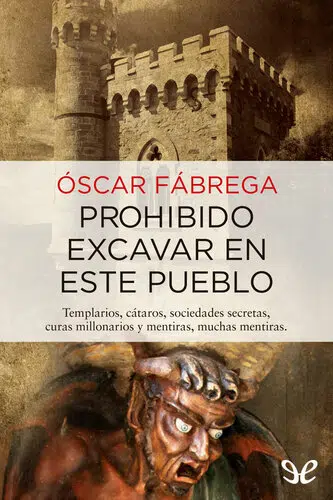 ÓSCAR FÁBREGA
PROHIBIDO
EXCAVAR EN
ESTE PUEBLO
Templarios, cátaros, sociedades secretas,
curas millonarios y mentiras, muchas mentiras.